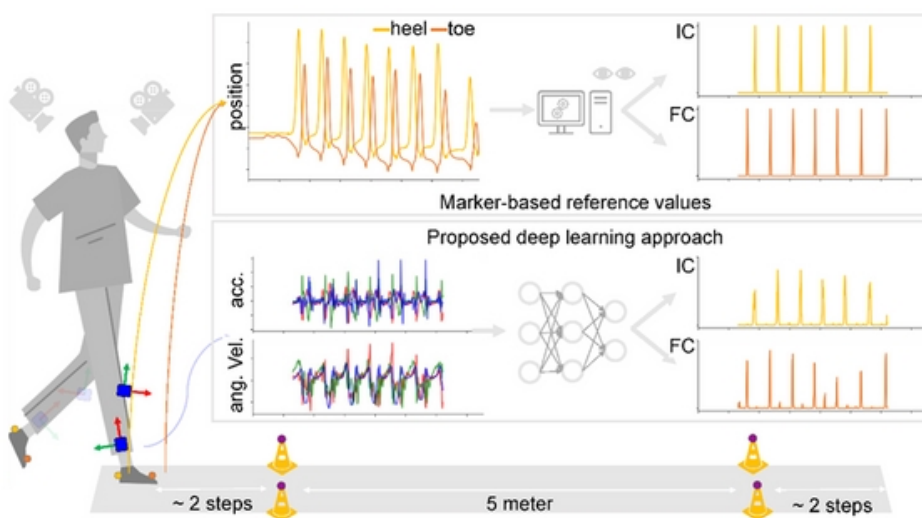 heel toe
position
IC
FC
Marker-based reference values
Proposed deep learning approach
acc.
ang. Vel.
IC
FC
~ 2 steps
5 meter
~ 2 steps